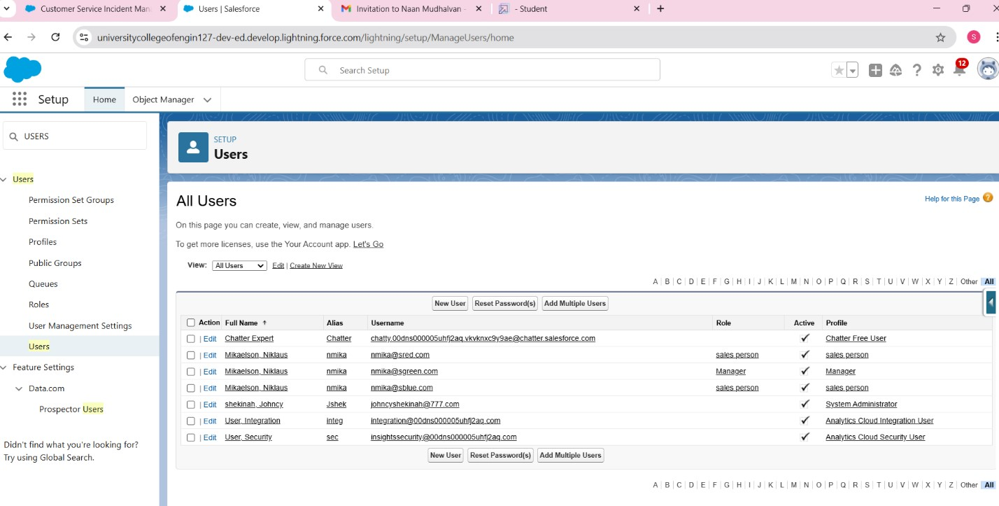 Customer Service Incident Man
Users | Salesforce
Invitation to Naan Mudhalvan -
- Student
universitycollegeofengin127-dev-ed.develop.lightning.force.com/lightning/setup/ManageUsers/home
S
Search Setup
12
Setup
Home
Object Manager
USERS
SETUP
Users
Users
Permission Set Groups
Permission Sets
Profiles
Public Groups
Queues
Roles
User Management Settings
Users
Feature Settings
Data.com
Prospector Users
Didn't find what you're looking for?
Try using Global Search.
All Users
Help for this Page ?
On this page you can create, view, and manage users.
To get more licenses, use the Your Account app. Let's Go
View: All Users Edit | Create New View
A | B | C | D | E | F | G | H | I | J | K | L | M | N | O | P | Q | R | S | T | U | V | W | X | Y | Z | Other | All
New User Reset Password(s) Add Multiple Users
Action Full Name ↑ Alias Username Role Active Profile
| Edit Chatter Expert Chatter chatty.00dns000005uhfj2aq.vkvknxc9y9ae@chatter.salesforce.com ✓ Chatter Free User
| Edit Mikaelson, Niklaus nmika nmika@sred.com sales person ✓ sales person
| Edit Mikaelson, Niklaus nmika nmika@sgreen.com Manager ✓ Manager
| Edit Mikaelson, Niklaus nmika nmika@sblue.com sales person ✓ sales person
| Edit shekinah, Johncy Jshek johncyshekinah@777.com ✓ System Administrator
| Edit User, Integration integ integration@00dns000005uhfj2aq.com ✓ Analytics Cloud Integration User
| Edit User, Security sec insightssecurity@00dns000005uhfj2aq.com ✓ Analytics Cloud Security User
New User Reset Password(s) Add Multiple Users
A | B | C | D | E | F | G | H | I | J | K | L | M | N | O | P | Q | R | S | T | U | V | W | X | Y | Z | Other | All